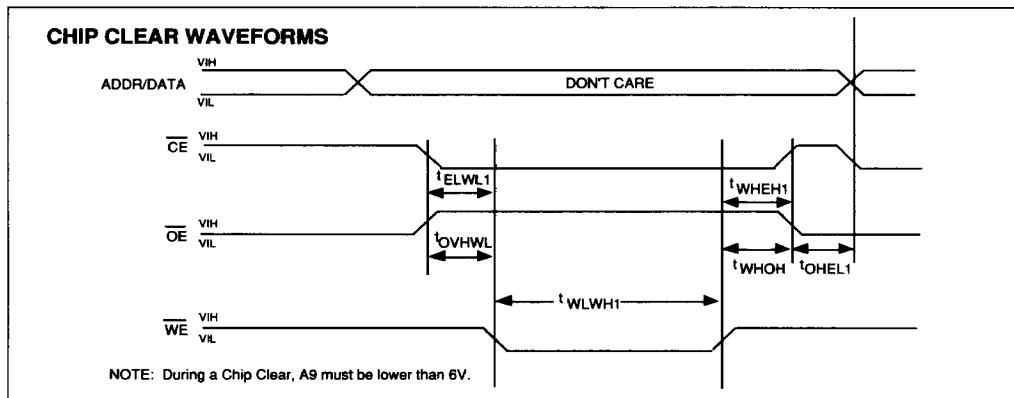 CHIP CLEAR WAVEFORMS
ADDR/DATA
VIH
VIL
DON'T CARE
CE
VIH
VIL
tELWL1
tWHEH1
OE
VIH
VIL
tOVHWL
tWHOH
tOHEL1
tWLWH1
WE
VIH
VIL
NOTE: During a Chip Clear, A9 must be lower than 6V.